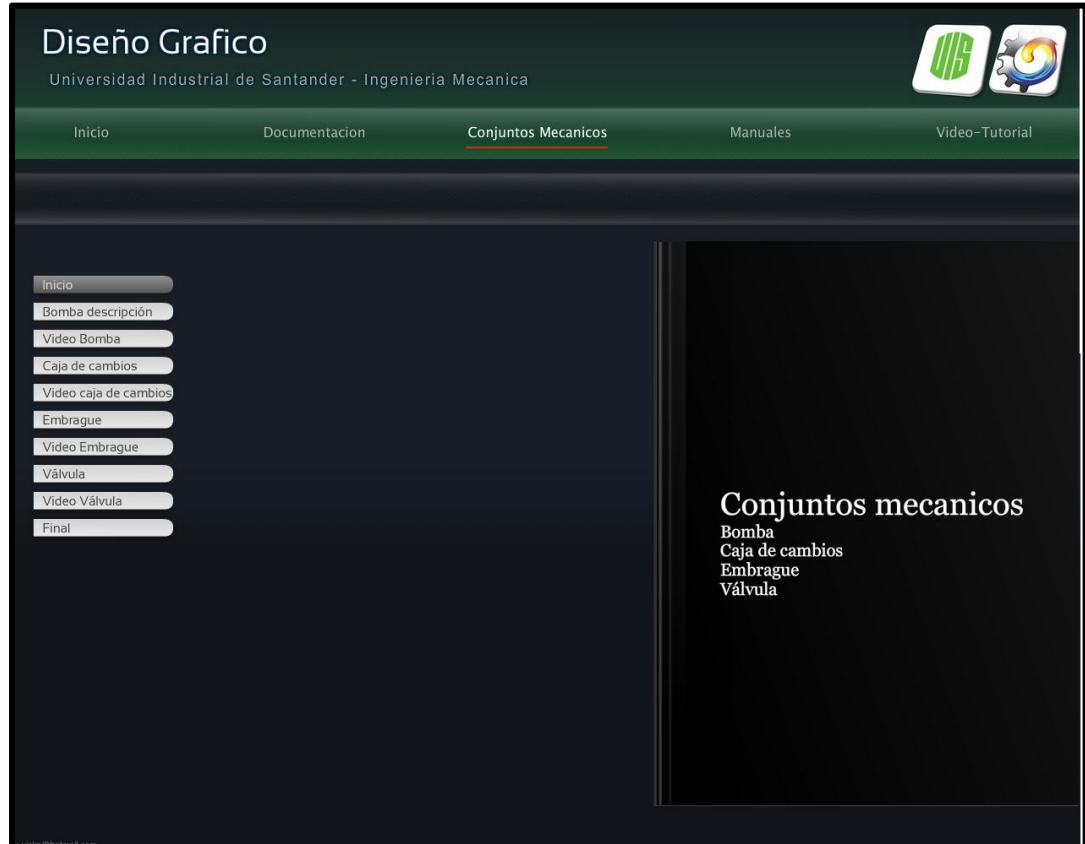 Diseño Grafico
Universidad Industrial de Santander - Ingenieria Mecanica
UIS
Inicio Documentacion Conjuntos Mecanicos Manuales Video-Tutorial
Inicio
Bomba descripción
Video Bomba
Caja de cambios
Video caja de cambios
Embrague
Video Embrague
Válvula
Video Válvula
Final
Conjuntos mecanicos
Bomba
Caja de cambios
Embrague
Válvula